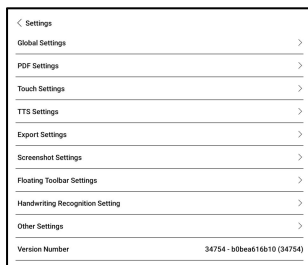 Settings
Global Settings
PDF Settings
Touch Settings
TTS Settings
Export Settings
Screenshot Settings
Floating Toolbar Settings
Handwriting Recognition Setting
Other Settings
Version Number 34754 - b0bea616b10 (34754)